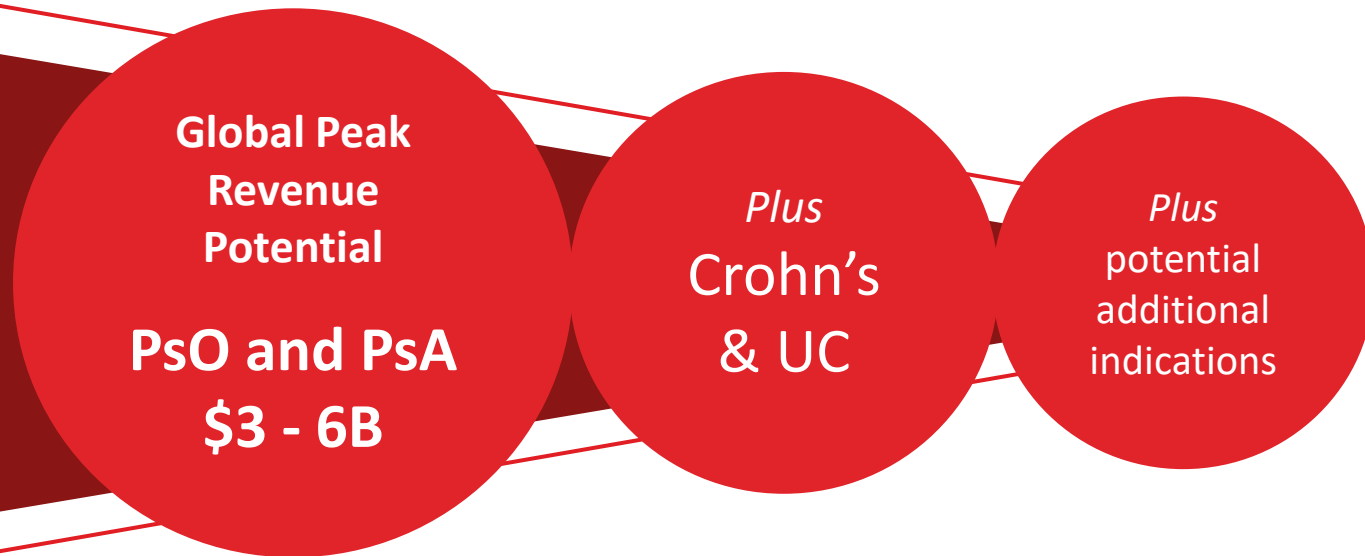 Global Peak
Revenue
Potential
PsO and PsA
$3 - 6B
Plus
Crohn’s
& UC
Plus
potential
additional
indications